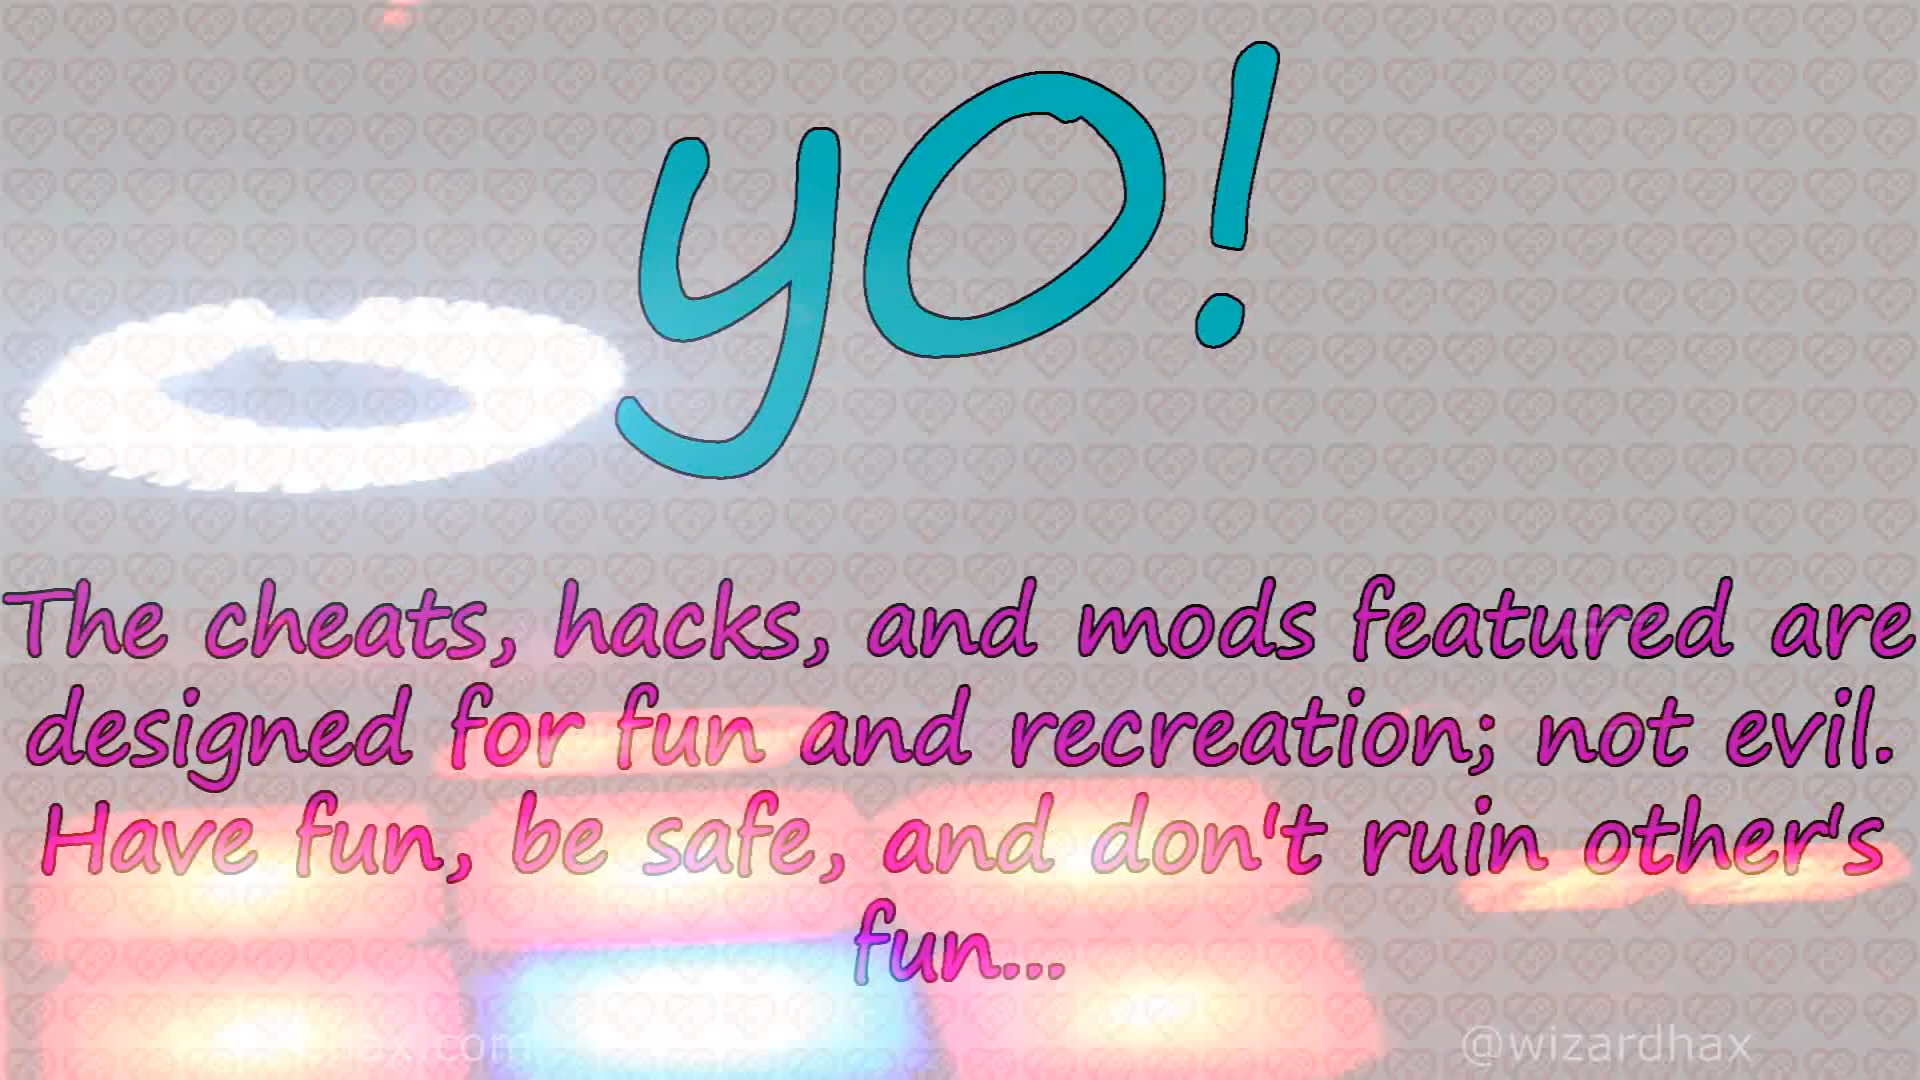 yo!
The cheats, hacks, and mods featured are
designed for fun and recreation; not evil.
Have fun, be safe, and don't ruin other's
fun...
@wizardhax